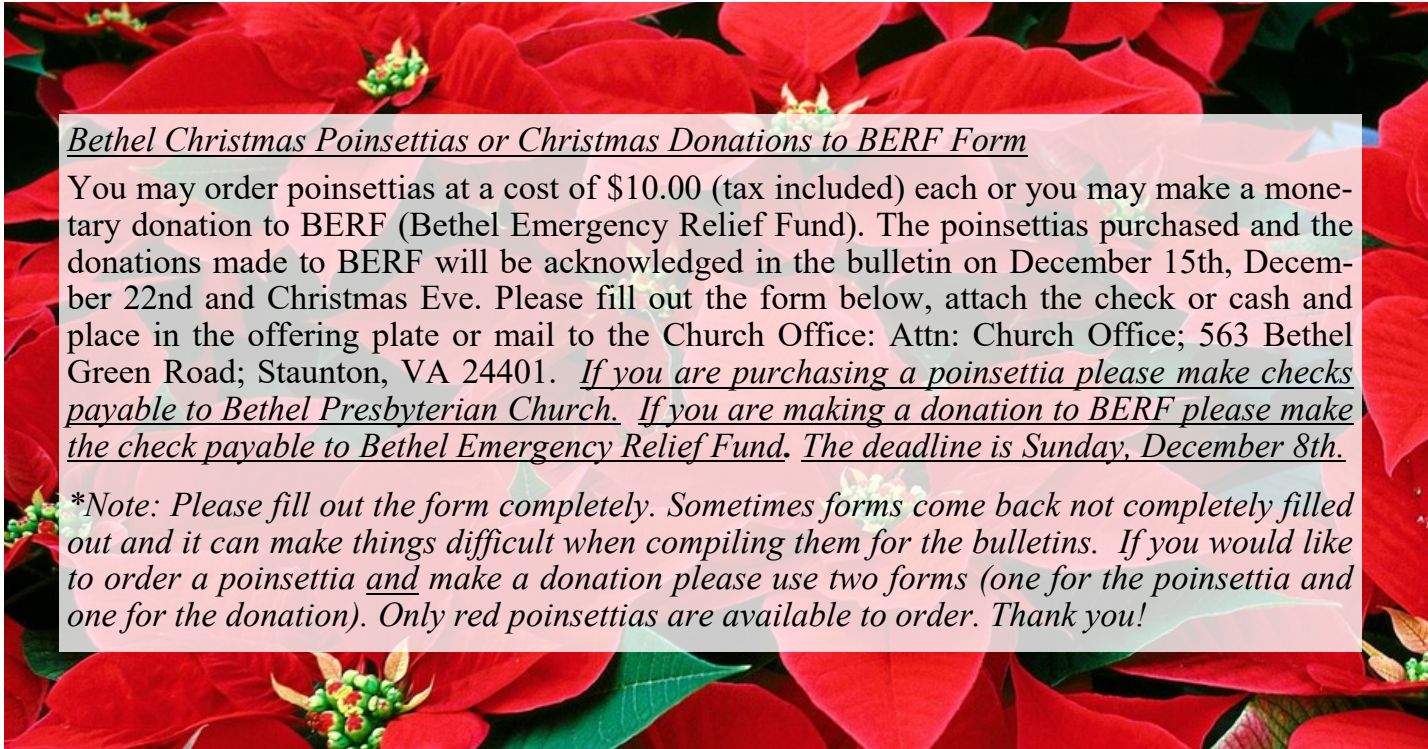 Bethel Christmas Poinsettias or Christmas Donations to BERF Form
You may order poinsettias at a cost of $10.00 (tax included) each or you may make a mone-
tary donation to BERF (Bethel Emergency Relief Fund). The poinsettias purchased and the
donations made to BERF will be acknowledged in the bulletin on December 15th, Decem-
ber 22nd and Christmas Eve. Please fill out the form below, attach the check or cash and
place in the offering plate or mail to the Church Office: Attn: Church Office; 563 Bethel
Green Road; Staunton, VA 24401. If you are purchasing a poinsettia please make checks
payable to Bethel Presbyterian Church. If you are making a donation to BERF please make
the check payable to Bethel Emergency Relief Fund. The deadline is Sunday, December 8th.
*Note: Please fill out the form completely. Sometimes forms come back not completely filled
out and it can make things difficult when compiling them for the bulletins. If you would like
to order a poinsettia and make a donation please use two forms (one for the poinsettia and
one for the donation). Only red poinsettias are available to order. Thank you!